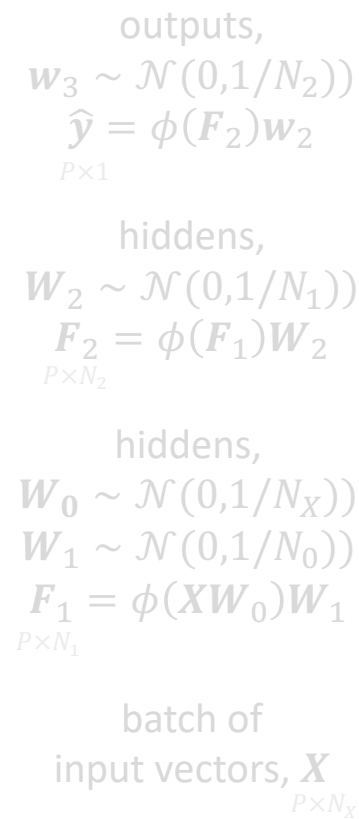 outputs,
w₃ ~ 𝒩(0,1/N₂))
ŷ = ϕ(F₂)w₂
P×1
hiddens,
W₂ ~ 𝒩(0,1/N₁))
F₂ = ϕ(F₁)W₂
P×N₂
hiddens,
W₀ ~ 𝒩(0,1/N_X))
W₁ ~ 𝒩(0,1/N₀))
F₁ = ϕ(XW₀)W₁
P×N₁
batch of
input vectors, X
P×N_X